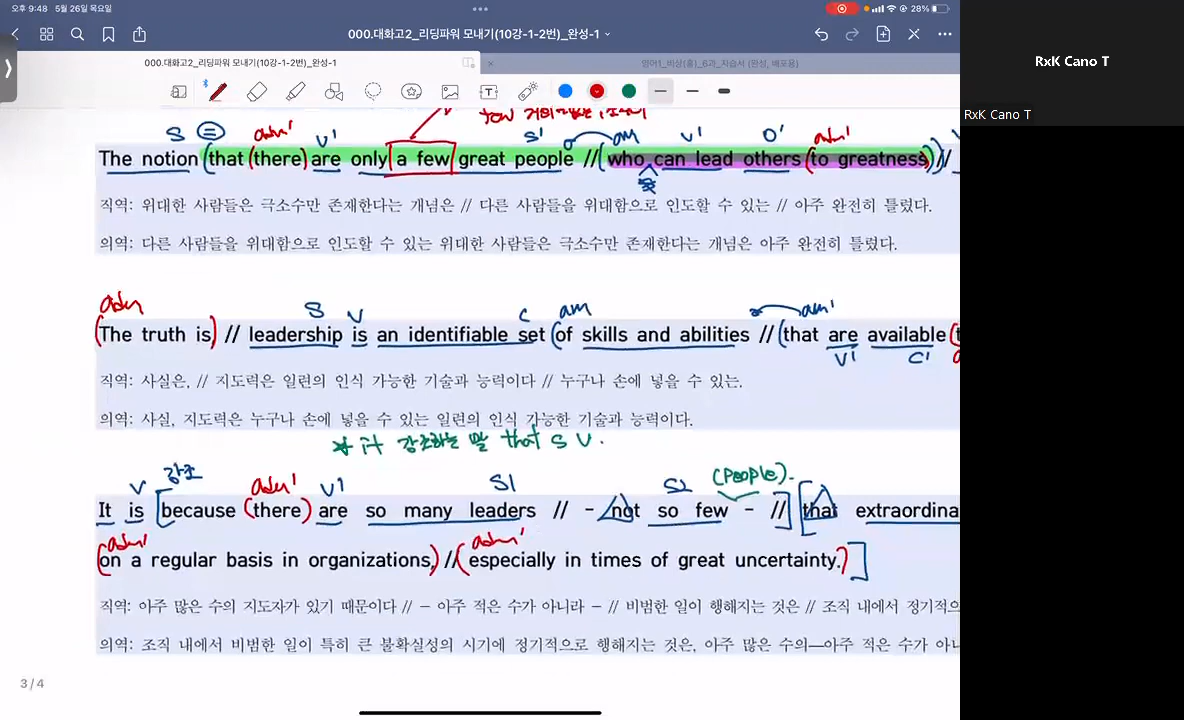 오후 9:48 5월 26일 목요일
28%
000.대화고2_리딩파워 모내기(10강-1-2번)_완성-1
000.대화고2_리딩파워 모내기(10강-1-2번)_완성-1
영어1_비상(홍)_6과_자습서 (완성, 배포용)
RxK Cano T
RxK Cano T
S adm' V' S' am V' O' adm'
The notion (that (there) are only a few great people // (who can lead others (to greatness)) //
직역: 위대한 사람들은 극소수만 존재한다는 개념은 // 다른 사람들을 위대함으로 인도할 수 있는 // 아주 완전히 틀렸다.
의역: 다른 사람들을 위대함으로 인도할 수 있는 위대한 사람들은 극소수만 존재한다는 개념은 아주 완전히 틀렸다.
adm S V C am am'
(The truth is) // leadership is an identifiable set (of skills and abilities // (that are available
V' C'
직역: 사실은, // 지도력은 일련의 인식 가능한 기술과 능력이다 // 누구나 손에 넣을 수 있는.
의역: 사실, 지도력은 누구나 손에 넣을 수 있는 일련의 인식 가능한 기술과 능력이다.
it 강조하는 말 that S V.
V 강조 adm' V' S1 S2 (people)
It is [because (there) are so many leaders // - not so few - //] [that extraordina
adm' adm'
(on a regular basis in organizations,) // (especially in times of great uncertainty.) ]
직역: 아주 많은 수의 지도자가 있기 때문이다 // - 아주 적은 수가 아니라 - // 비범한 일이 행해지는 것은 // 조직 내에서 정기적으
의역: 조직 내에서 비범한 일이 특히 큰 불확실성의 시기에 정기적으로 행해지는 것은, 아주 많은 수의—아주 적은 수가 아니
3 / 4